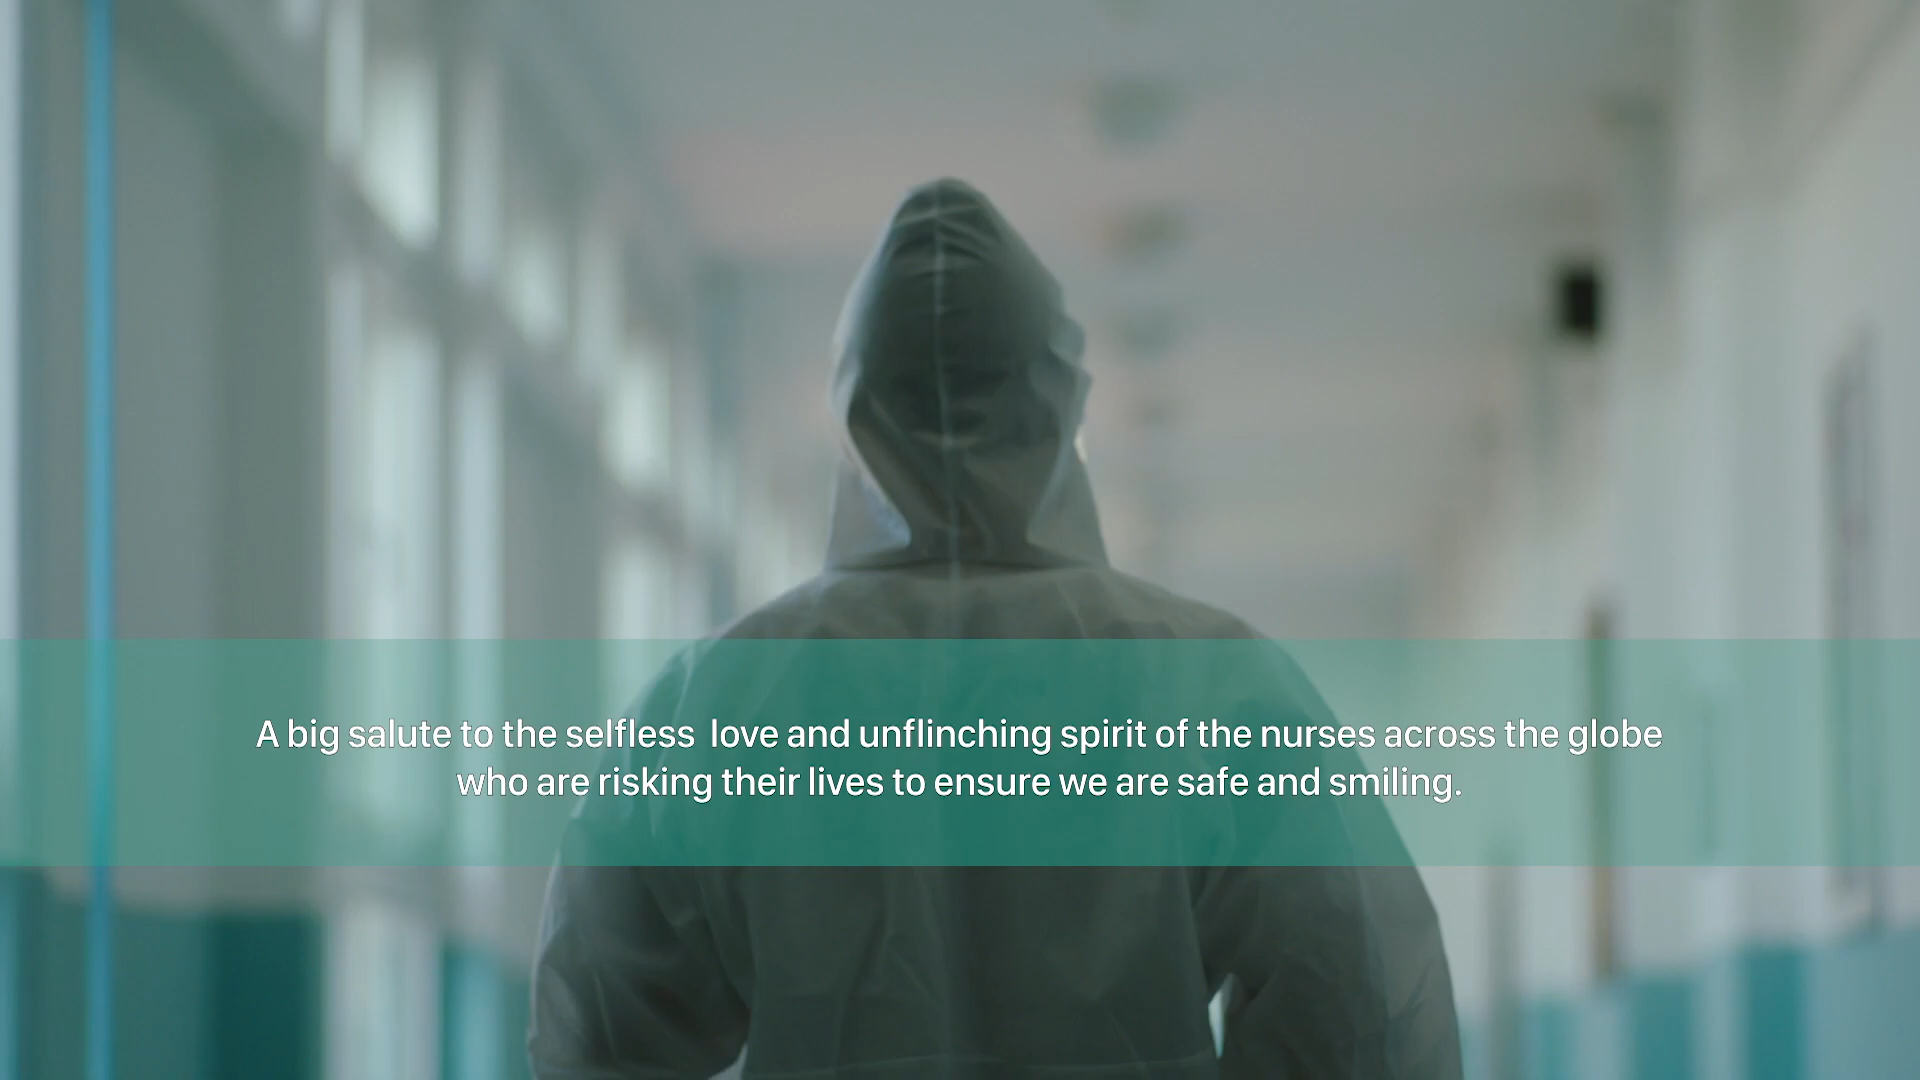 A big salute to the selfless  love and unflinching spirit of the nurses across the globe
who are risking their lives to ensure we are safe and smiling.